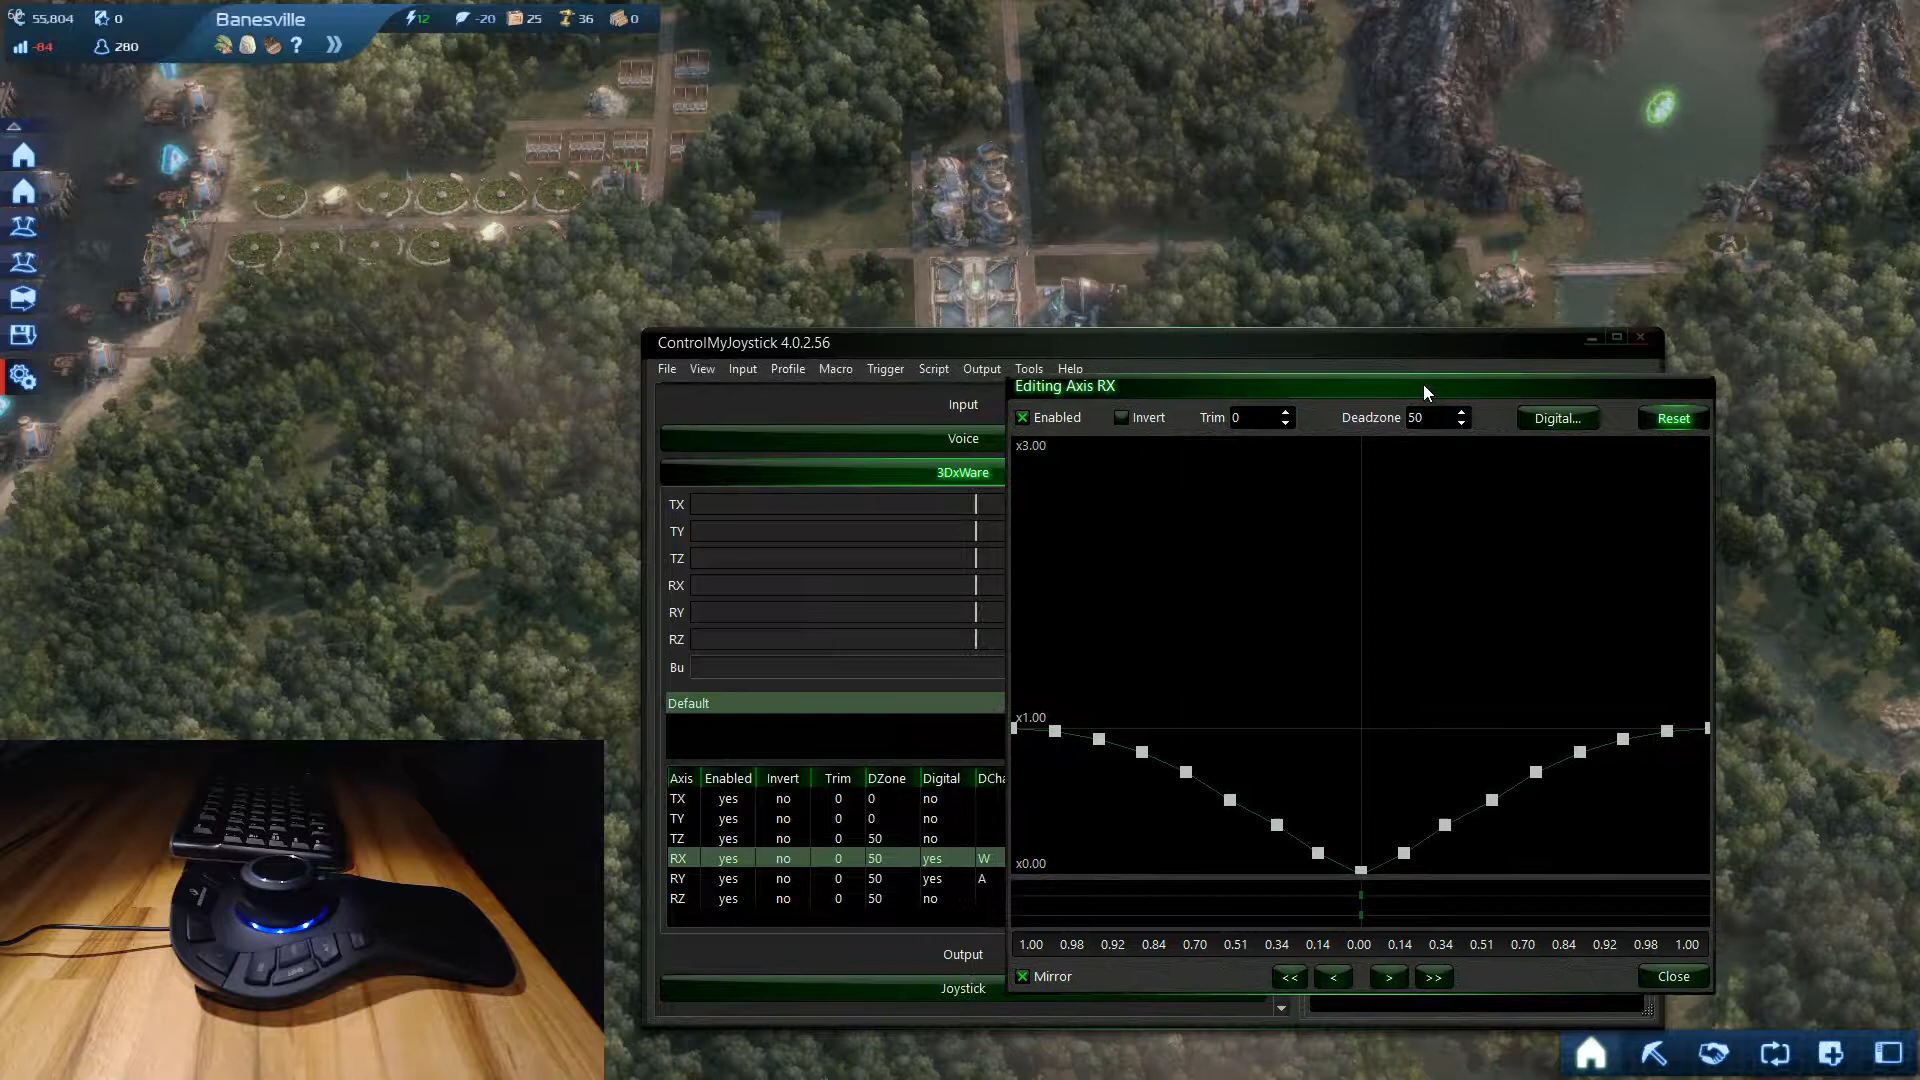 60
55,804 0 Banesville 12 -20 25 36 0
-84 280 ?
ControlMyJoystick 4.0.2.56
File View Input Profile Macro Trigger Script Output Tools Help
Editing Axis RX
Input
Enabled Invert Trim 0 Deadzone 50 Digital... Reset
Voice
x3.00
3DxWare
TX
TY
TZ
RX
RY
RZ
Bu
Default
x1.00
Axis Enabled Invert Trim DZone Digital DCha
TX yes no 0 0 no
TY yes no 0 0 no
TZ yes no 0 50 no
RX yes no 0 50 yes W
RY yes no 0 50 yes A
RZ yes no 0 50 no
x0.00
1.00 0.98 0.92 0.84 0.70 0.51 0.34 0.14 0.00 0.14 0.34 0.51 0.70 0.84 0.92 0.98 1.00
Output
Mirror << < > >> Close
Joystick